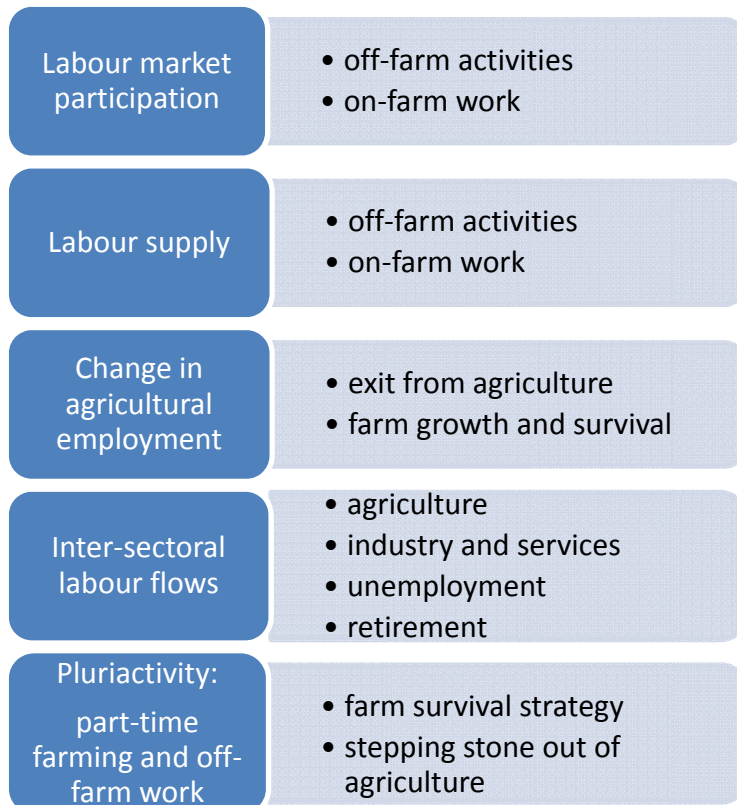 Labour market
participation
• off-farm activities
• on-farm work
Labour supply
• off-farm activities
• on-farm work
Change in
agricultural
employment
• exit from agriculture
• farm growth and survival
Inter-sectoral
labour flows
• agriculture
• industry and services
• unemployment
• retirement
Pluriactivity:
part-time
farming and off-
farm work
• farm survival strategy
• stepping stone out of
agriculture